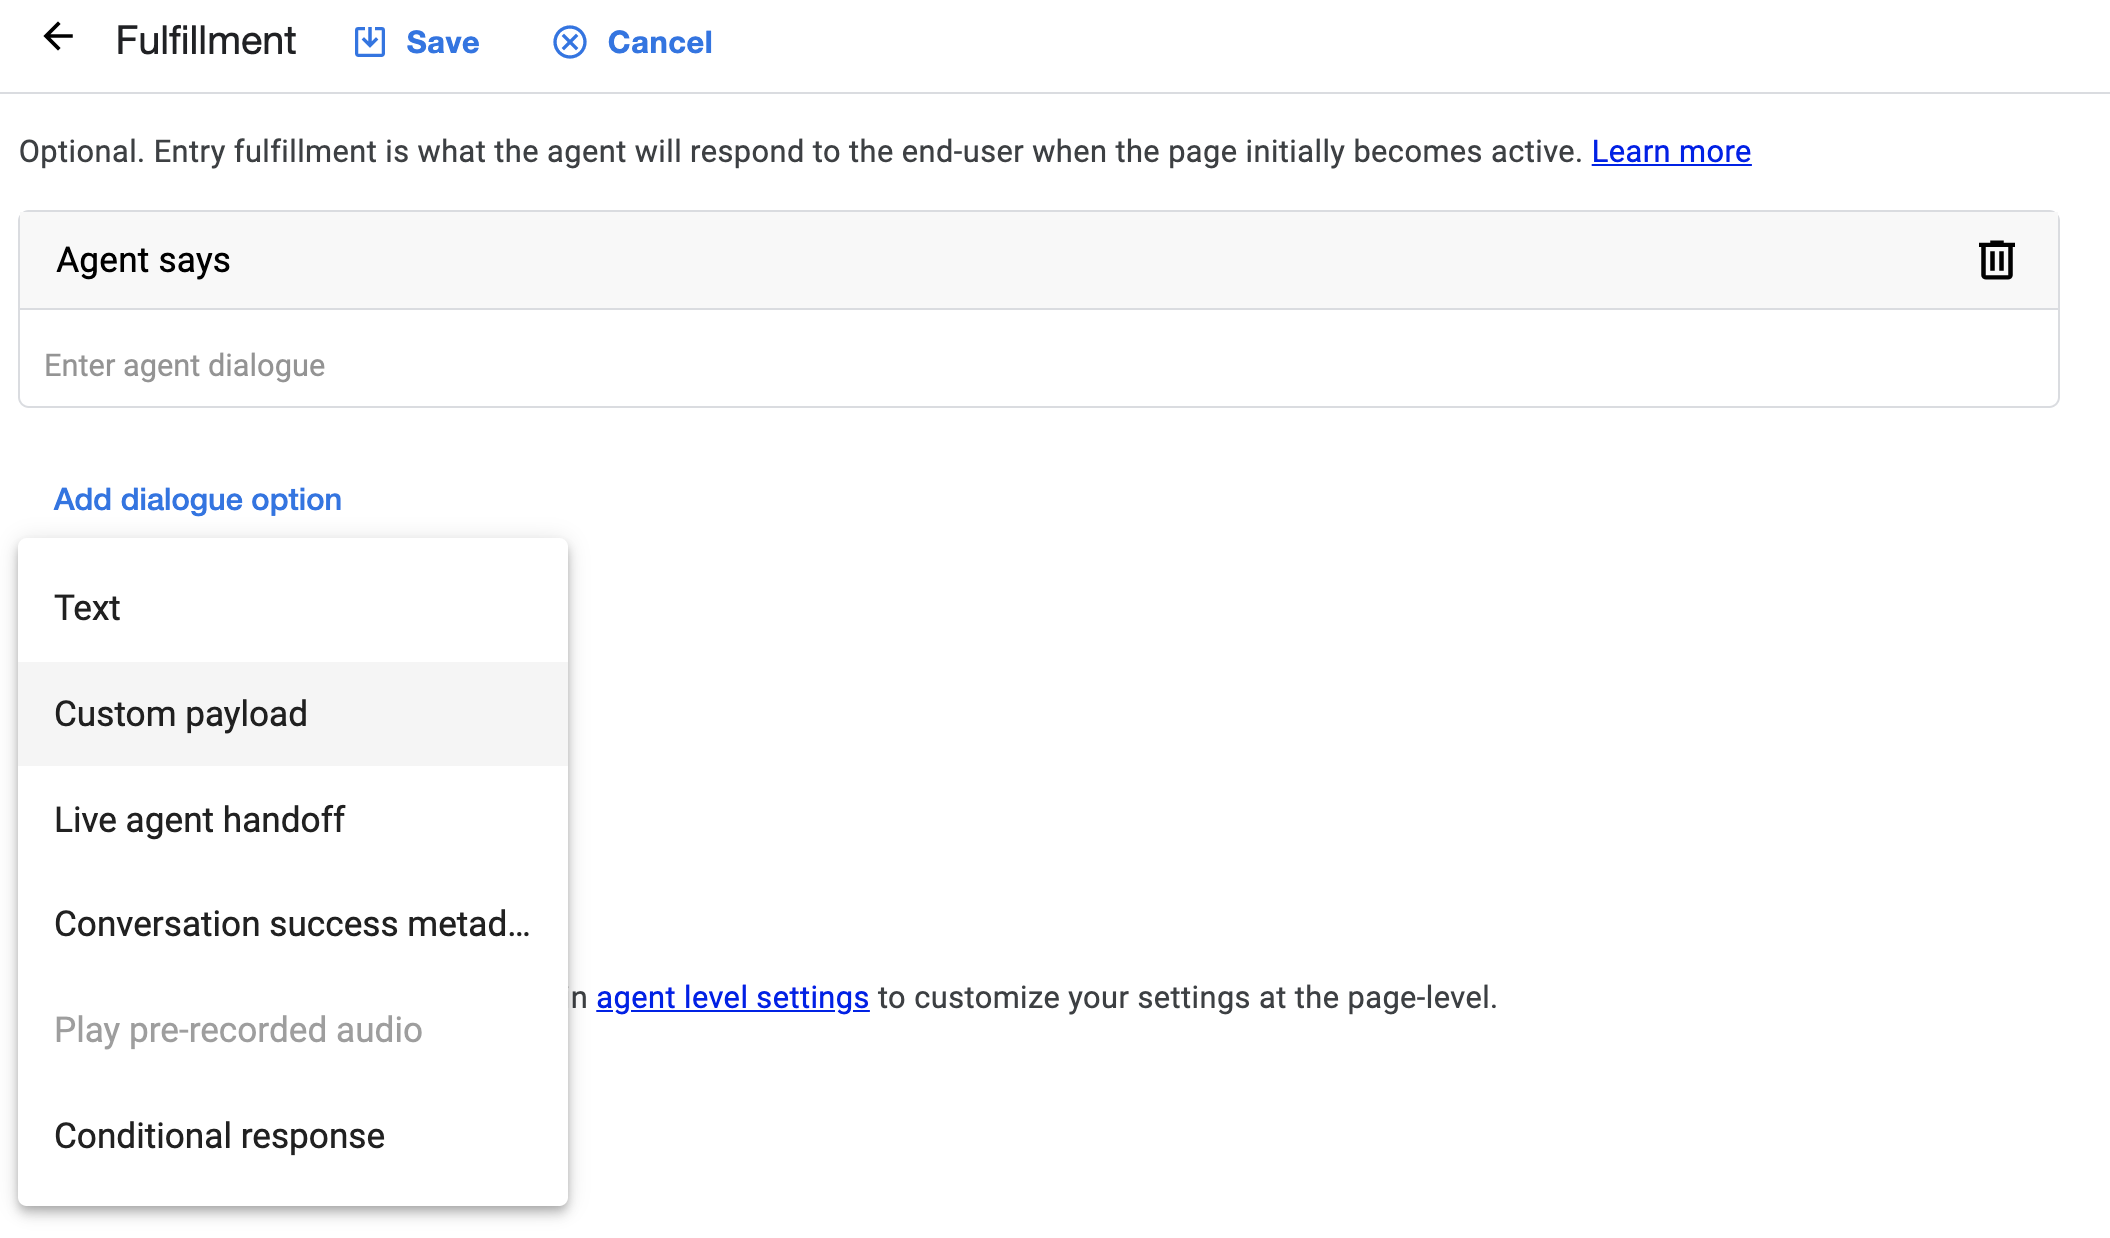 Fulfillment Save Cancel
Optional. Entry fulfillment is what the agent will respond to the end-user when the page initially becomes active. Learn more
Agent says
Enter agent dialogue
Add dialogue option
Text
Custom payload
Live agent handoff
Conversation success metad...
in agent level settings to customize your settings at the page-level.
Play pre-recorded audio
Conditional response